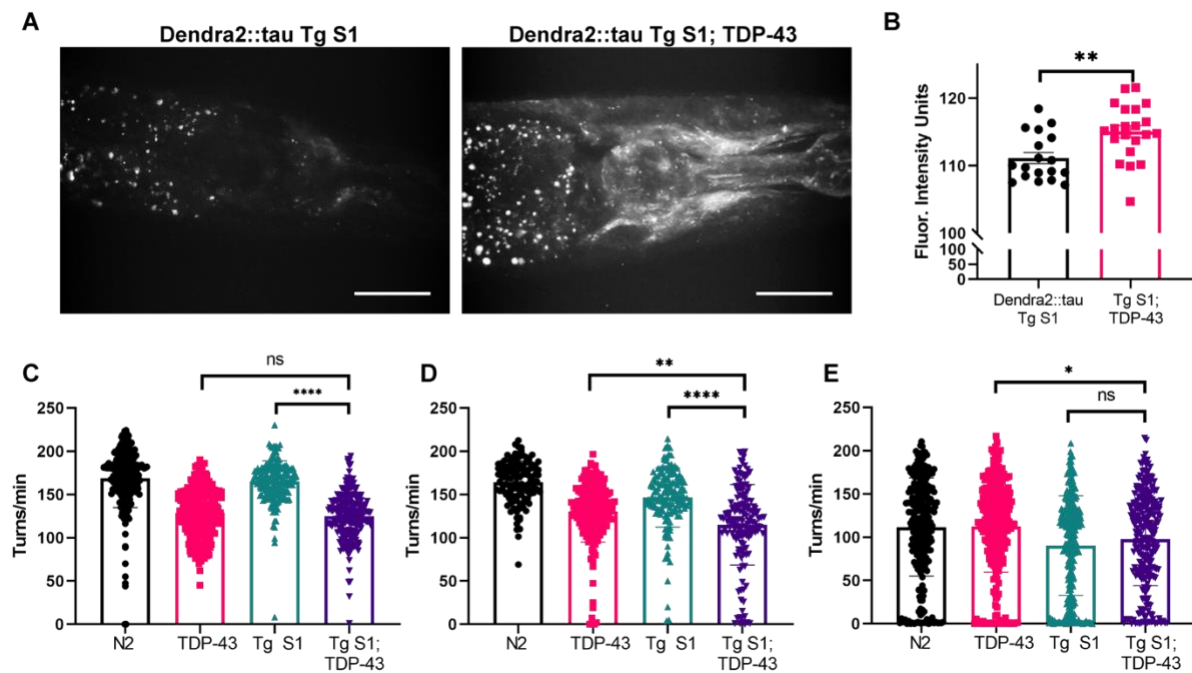 A
Dendra2::tau Tg S1
Dendra2::tau Tg S1; TDP-43
B
**
Fluor. Intensity Units
120
110
100
100
50
0
Dendra2::tau
Tg S1
Tg S1;
TDP-43
C
ns
****
Turns/min
250
200
150
100
50
0
N2
TDP-43
Tg S1
Tg S1;
TDP-43
D
**
****
Turns/min
250
200
150
100
50
0
N2
TDP-43
Tg S1
Tg S1;
TDP-43
E
*
ns
Turns/min
250
200
150
100
50
0
N2
TDP-43
Tg S1
Tg S1;
TDP-43